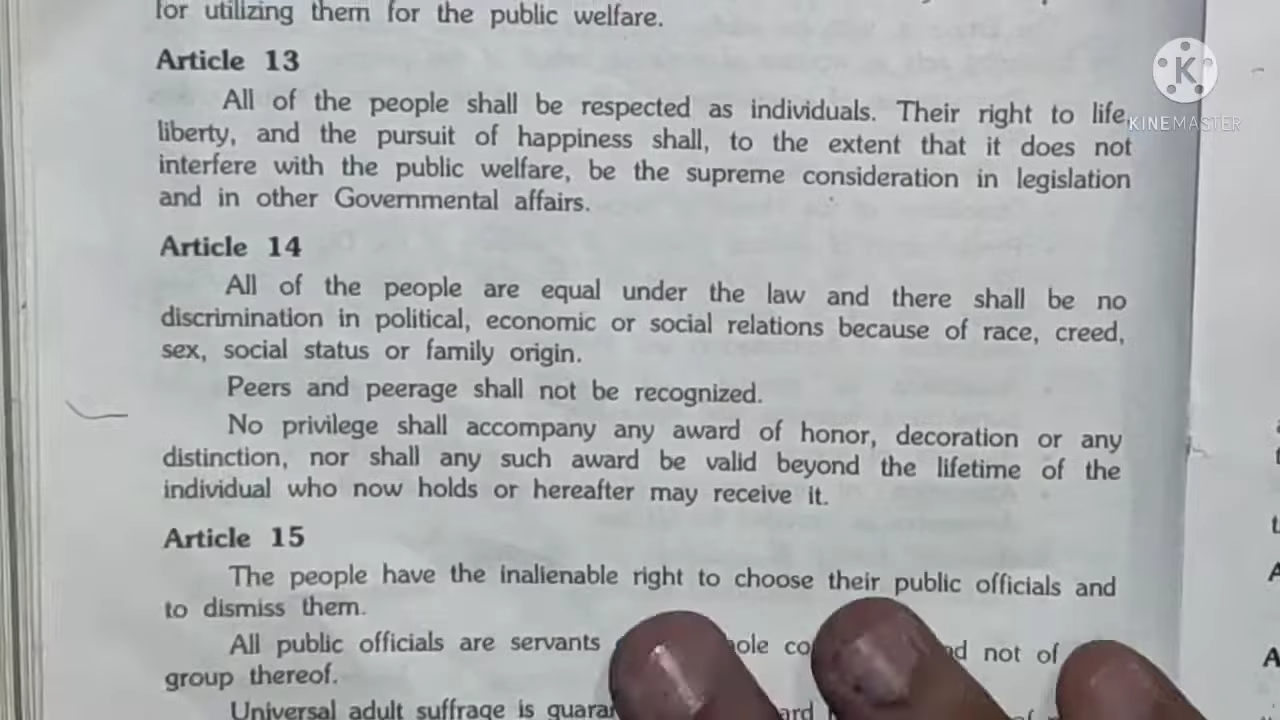 for utilizing them for the public welfare.
Article 13
All of the people shall be respected as individuals. Their right to life,
liberty, and the pursuit of happiness shall, to the extent that it does not
interfere with the public welfare, be the supreme consideration in legislation
and in other Governmental affairs.
Article 14
All of the people are equal under the law and there shall be no
discrimination in political, economic or social relations because of race, creed,
sex, social status or family origin.
Peers and peerage shall not be recognized.
No privilege shall accompany any award of honor, decoration or any
distinction, nor shall any such award be valid beyond the lifetime of the
individual who now holds or hereafter may receive it.
Article 15
The people have the inalienable right to choose their public officials and
to dismiss them.
All public officials are servants not of
group thereof.
Universal adult suffrage is
K
KINEMASTER